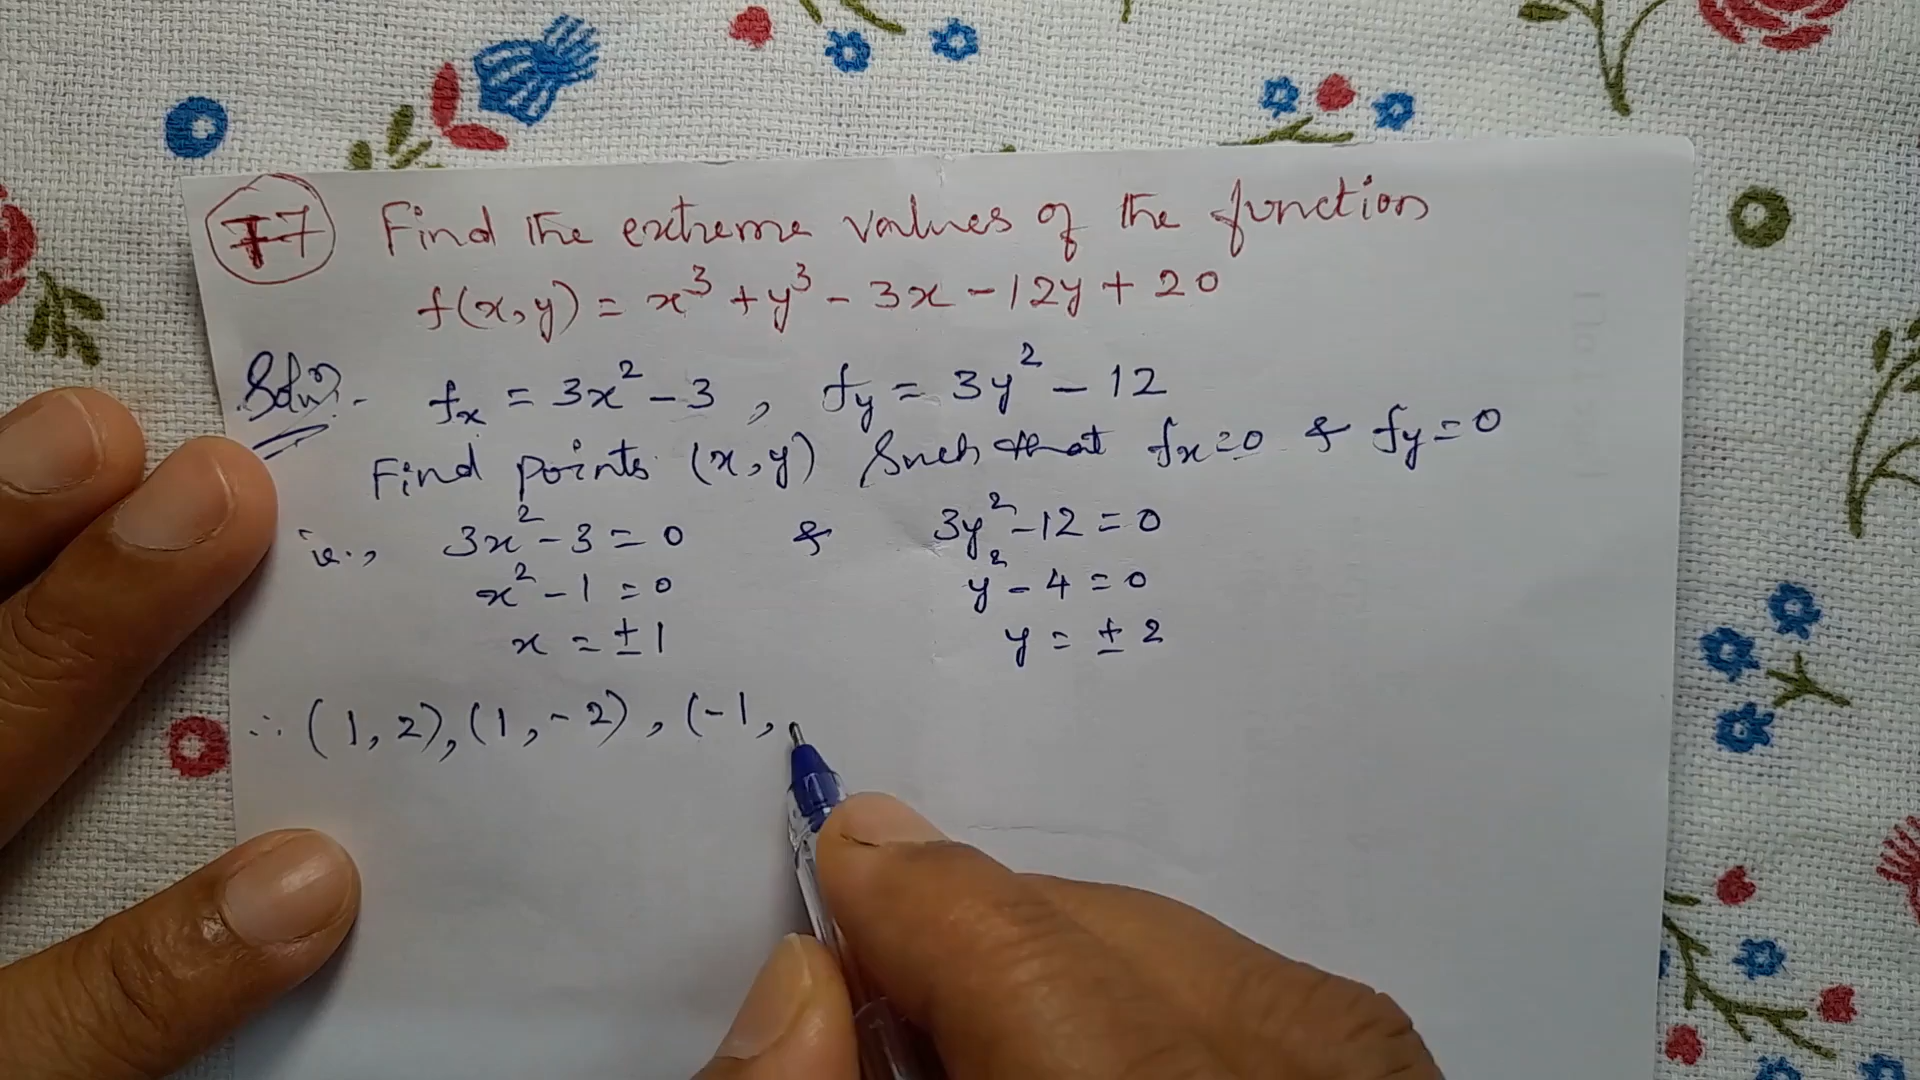 77 Find the extreme values of the function
f(x,y) = x³ + y³ - 3x - 12y + 20
Soln:- fx = 3x² - 3 , fy = 3y² - 12
Find points (x,y) such that fx=0 & fy=0
ie., 3x² - 3 = 0 & 3y² - 12 = 0
x² - 1 = 0 y² - 4 = 0
x = ±1 y = ± 2
∴ (1, 2), (1, -2) , (-1,